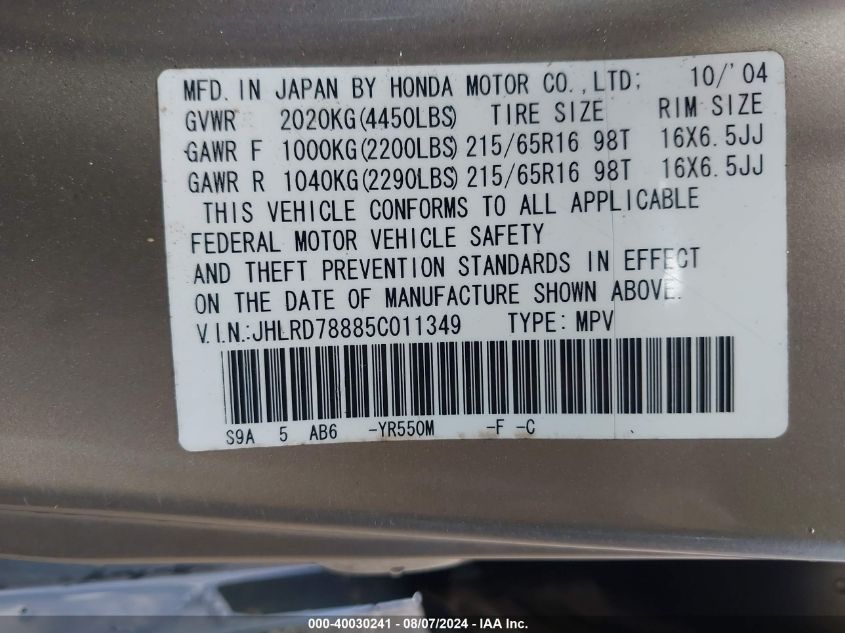 MFD. IN JAPAN BY HONDA MOTOR CO., LTD; 10/'04
GVWR 2020KG(4450LBS) TIRE SIZE RIM SIZE
GAWR F 1000KG(2200LBS) 215/65R16 98T 16X6.5JJ
GAWR R 1040KG(2290LBS) 215/65R16 98T 16X6.5JJ
THIS VEHICLE CONFORMS TO ALL APPLICABLE
FEDERAL MOTOR VEHICLE SAFETY
AND THEFT PREVENTION STANDARDS IN EFFECT
ON THE DATE OF MANUFACTURE SHOWN ABOVE.
V.I.N.:JHLRD78885C011349 TYPE: MPV
S9A 5 AB6 -YR550M -F -C
000-40030241 - 08/07/2024 - IAA Inc.